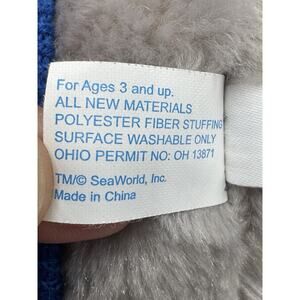 For Ages 3 and up.
ALL NEW MATERIALS
POLYESTER FIBER STUFFING
SURFACE WASHABLE ONLY
OHIO PERMIT NO: OH 13871
TM/© SeaWorld, Inc.
Made in China